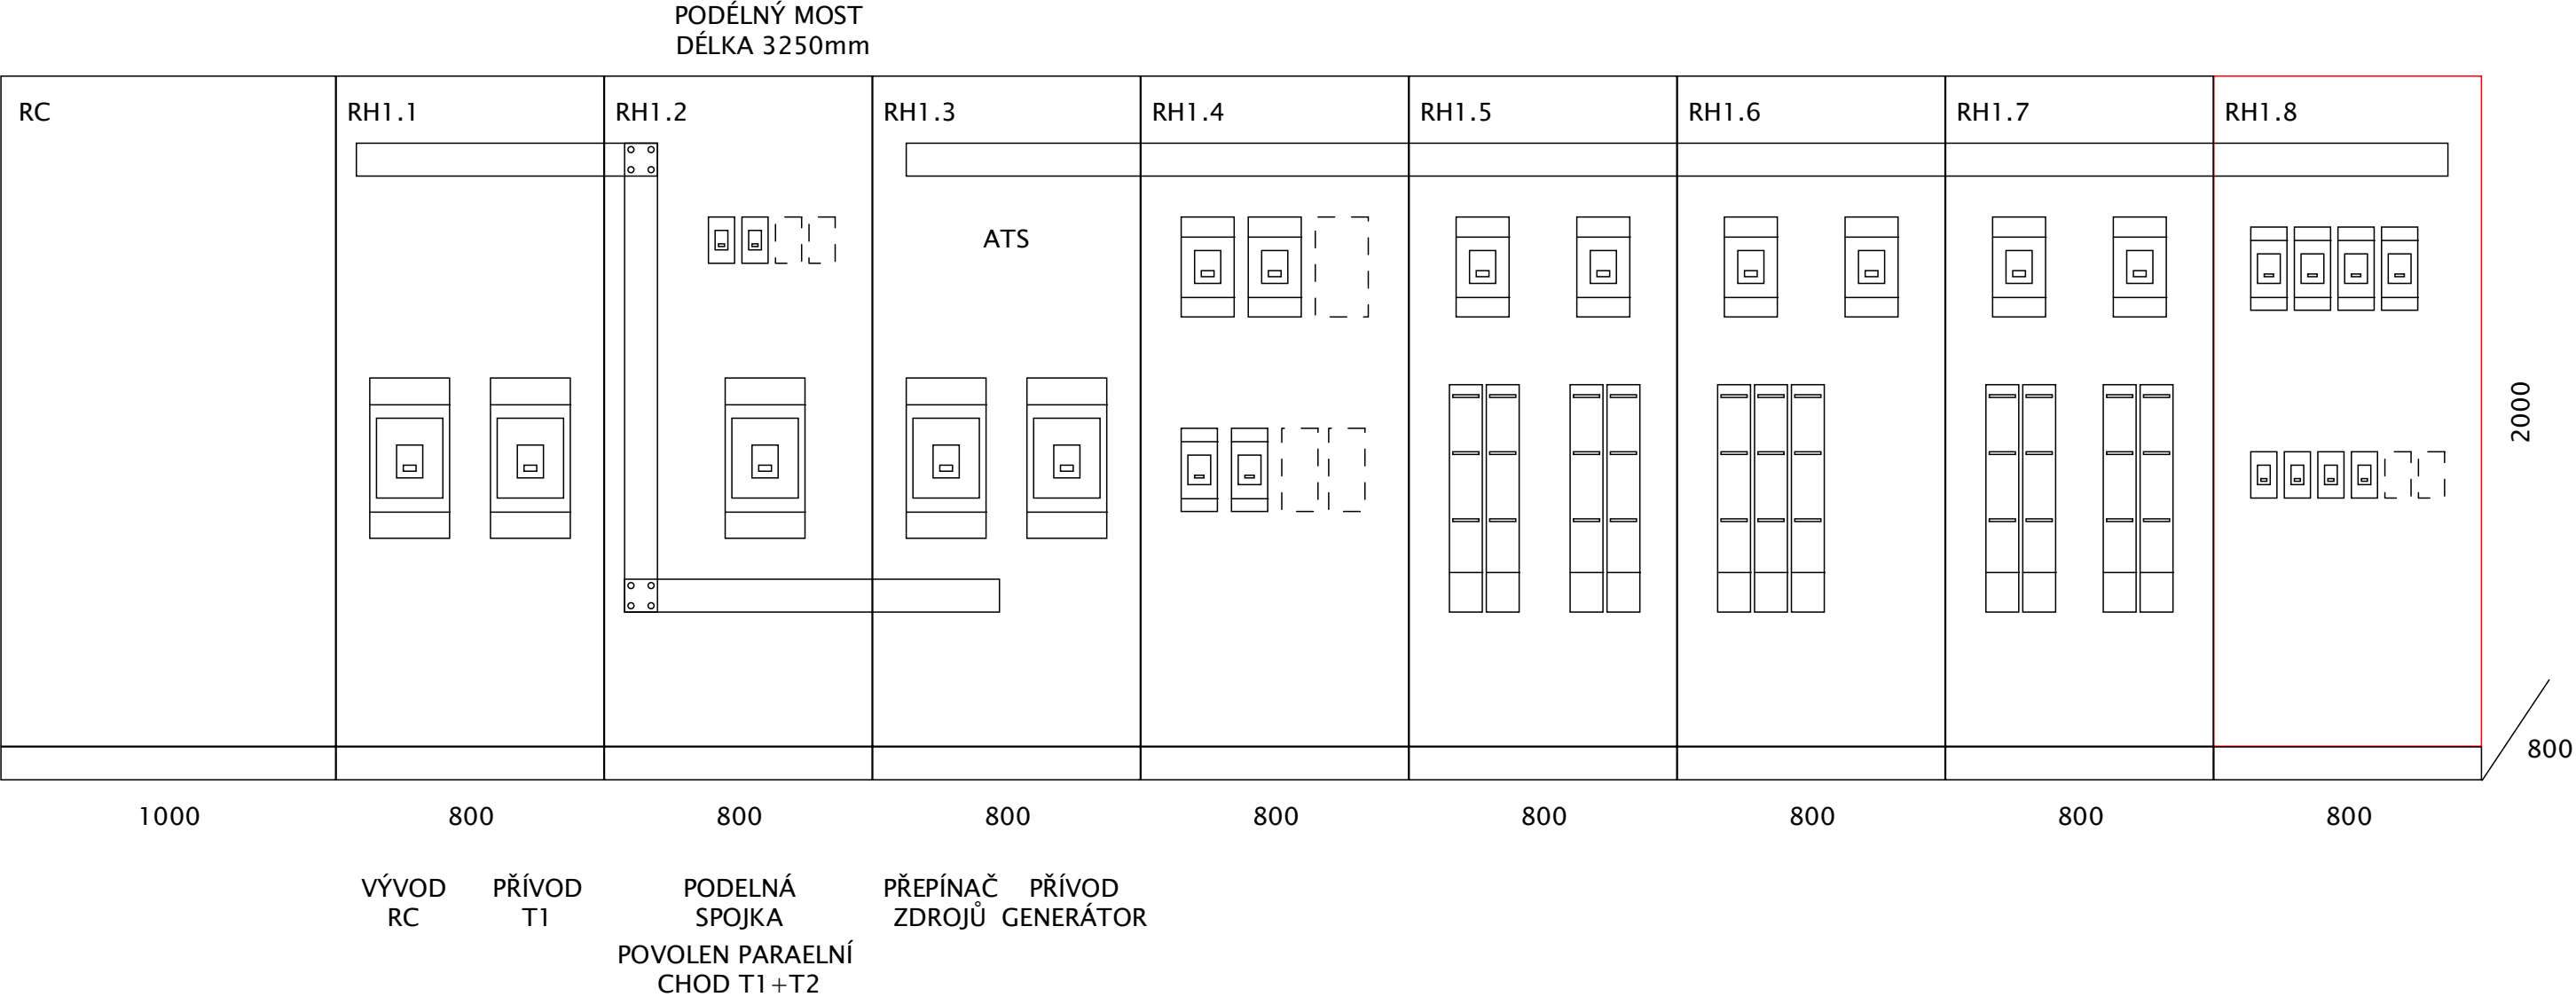 PODÉLNÝ MOST
DÉLKA 3250mm
RC
RH1.1
RH1.2
RH1.3
RH1.4
RH1.5
RH1.6
RH1.7
RH1.8
ATS
2000
800
1000
800
800
800
800
800
800
800
800
VÝVOD
RC
PŘÍVOD
T1
PODELNÁ
SPOJKA
POVOLEN PARAELNÍ
CHOD T1+T2
PŘEPÍNAČ
ZDROJŮ
PŘÍVOD
GENERÁTOR